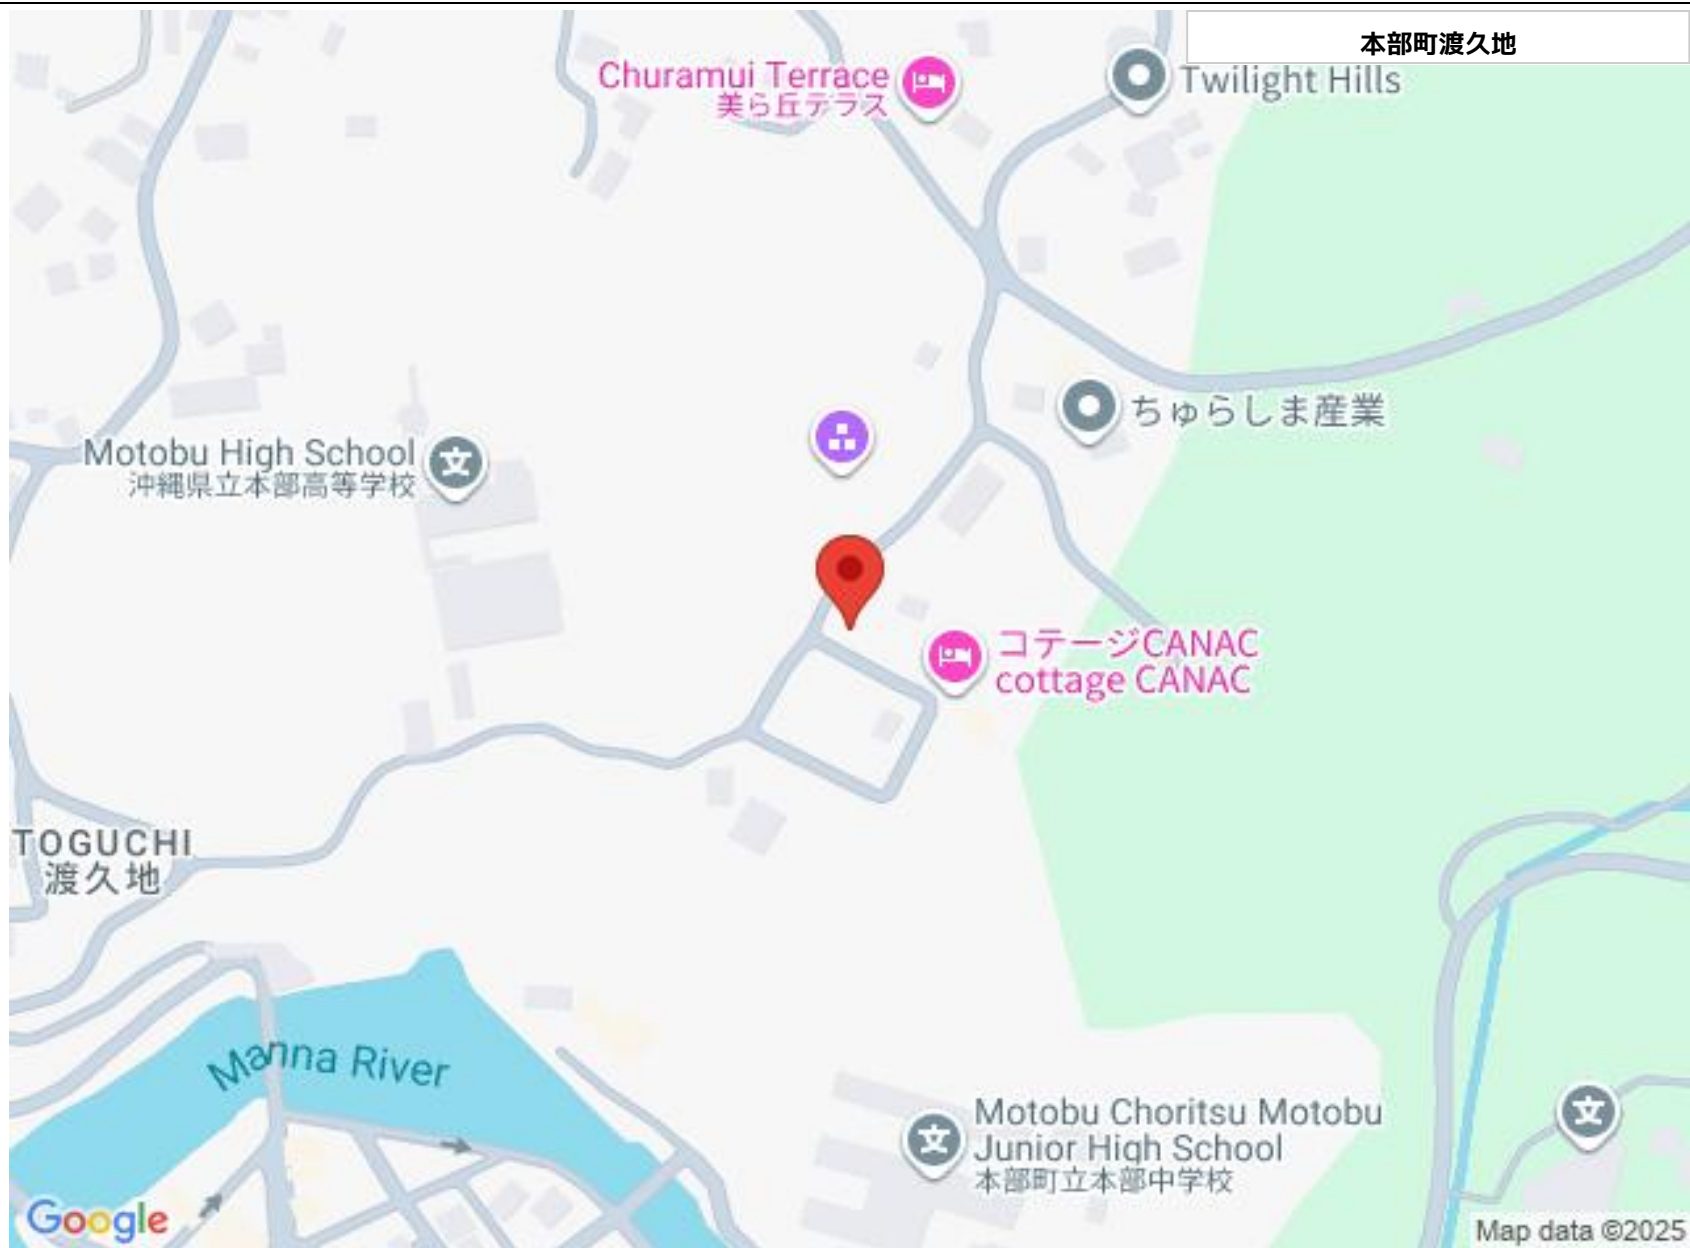 本部町渡久地
Churamui Terrace
美ら丘テラス
Twilight Hills
ちゅらしま産業
Motobu High School
沖縄県立本部高等学校
文
コテージCANAC
cottage CANAC
TOGUCHI
渡久地
Manna River
文
Motobu Choritsu Motobu
Junior High School
本部町立本部中学校
文
Google
Map data ©2025